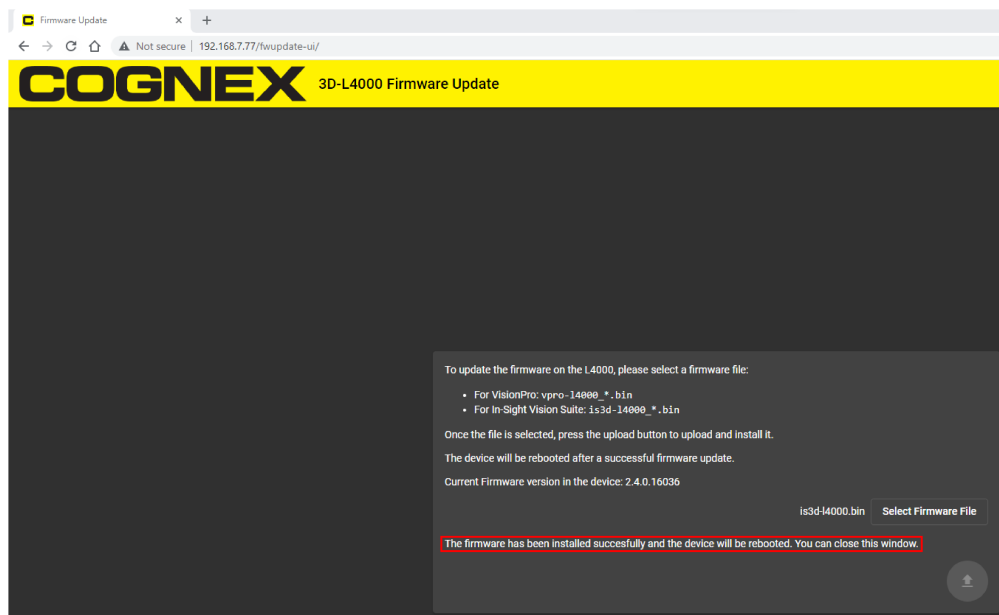 Firmware Update
Not secure | 192.168.7.77/fwupdate-ui/
COGNEX 3D-L4000 Firmware Update
To update the firmware on the L4000, please select a firmware file:
• For VisionPro: vpro-l4000_*.bin
• For In-Sight Vision Suite: is3d-l4000_*.bin
Once the file is selected, press the upload button to upload and install it.
The device will be rebooted after a successful firmware update.
Current Firmware version in the device: 2.4.0.16036
is3d-l4000.bin Select Firmware File
The firmware has been installed succesfully and the device will be rebooted. You can close this window.